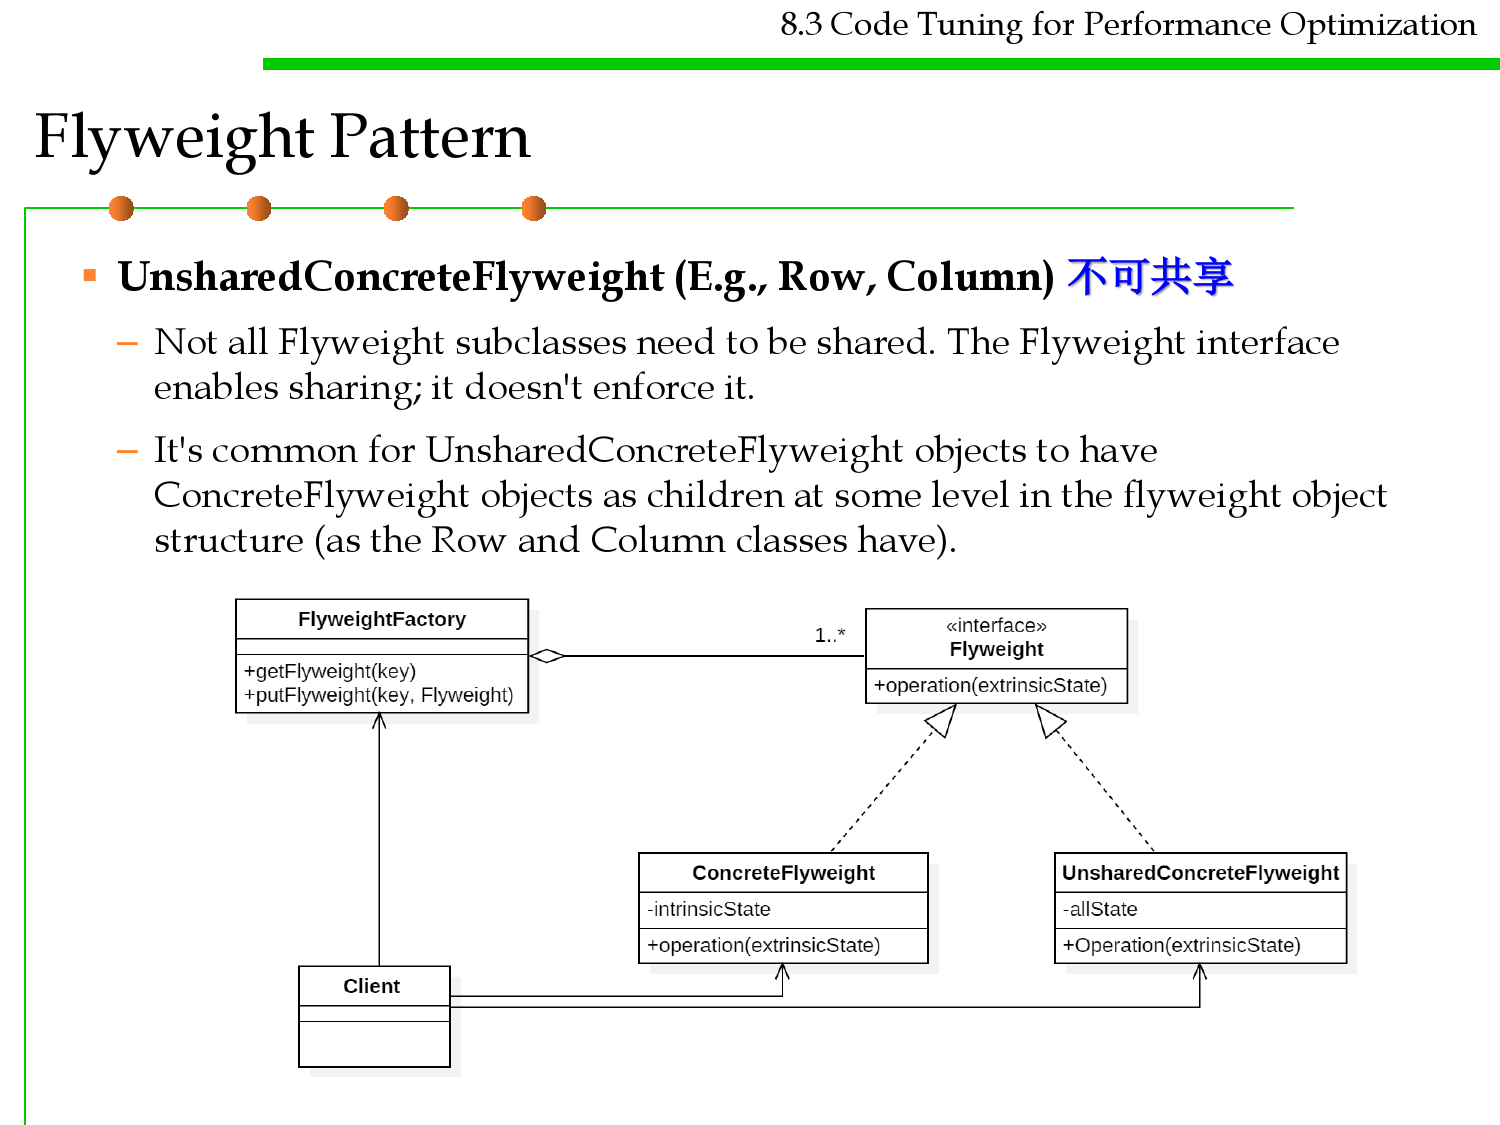 8.3 Code Tuning for Performance Optimization
Flyweight Pattern
UnsharedConcreteFlyweight (E.g., Row, Column) 不可共享
– Not all Flyweight subclasses need to be shared. The Flyweight interface
enables sharing; it doesn't enforce it.
– It's common for UnsharedConcreteFlyweight objects to have
ConcreteFlyweight objects as children at some level in the flyweight object
structure (as the Row and Column classes have).
FlyweightFactory
+getFlyweight(key)
+putFlyweight(key, Flyweight)
1..*
«interface»
Flyweight
+operation(extrinsicState)
ConcreteFlyweight
-intrinsicState
+operation(extrinsicState)
UnsharedConcreteFlyweight
-allState
+Operation(extrinsicState)
Client